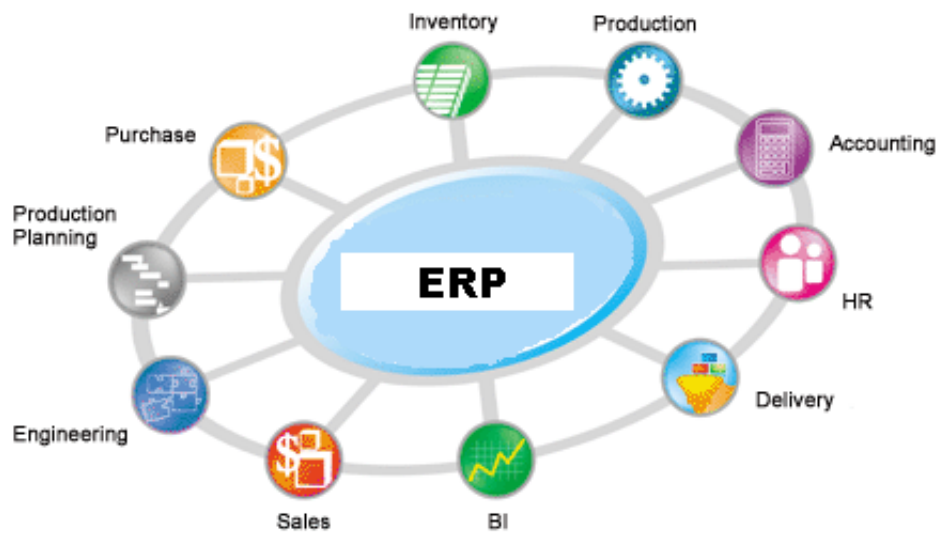 Inventory
Production
Purchase
Accounting
Production
Planning
ERP
HR
Delivery
Engineering
Sales
BI